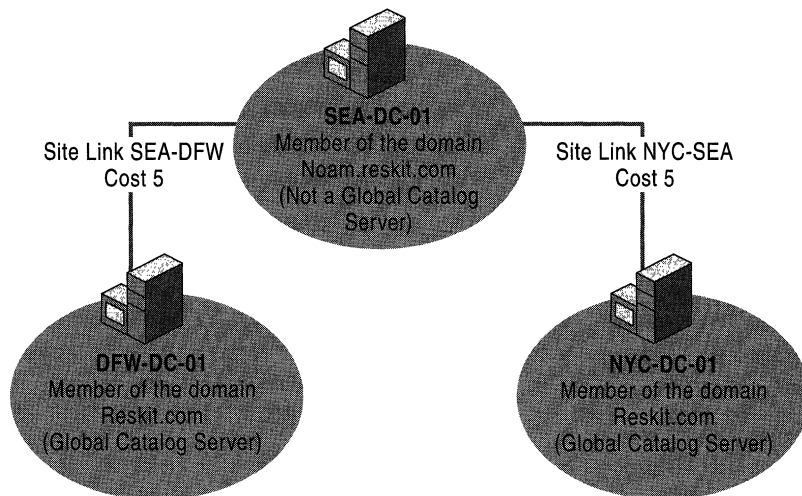 SEA-DC-01
Member of the domain
Noam.reskit.com
(Not a Global Catalog
Server)
Site Link SEA-DFW
Cost 5
Site Link NYC-SEA
Cost 5
DFW-DC-01
Member of the domain
Reskit.com
(Global Catalog Server)
NYC-DC-01
Member of the domain
Reskit.com
(Global Catalog Server)